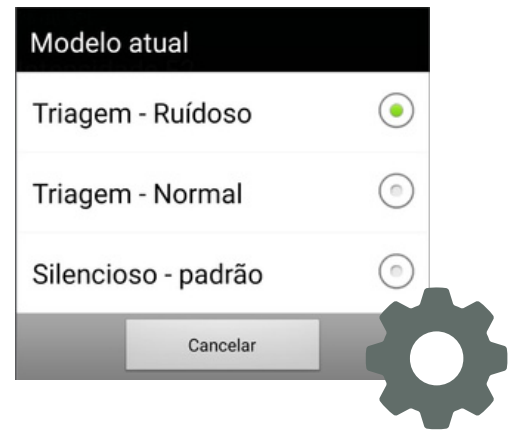 Modelo atual
Triagem - Ruídoso
Triagem - Normal
Silencioso - padrão
Cancelar